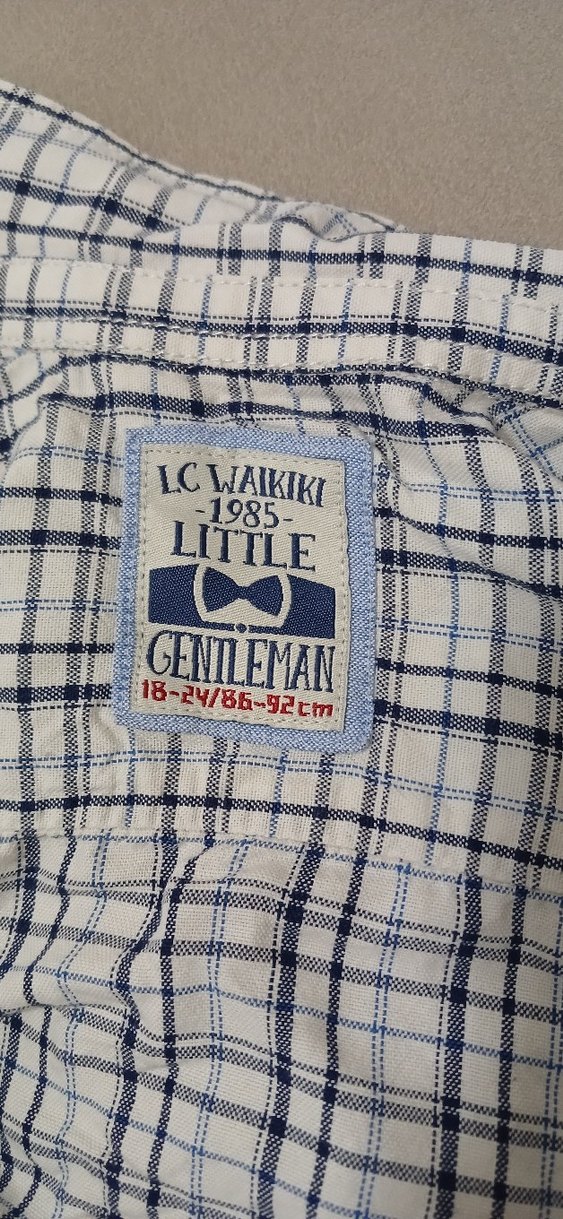 LC WAIKIKI
-1985-
LITTLE
GENTLEMAN
18-24/86-92cm